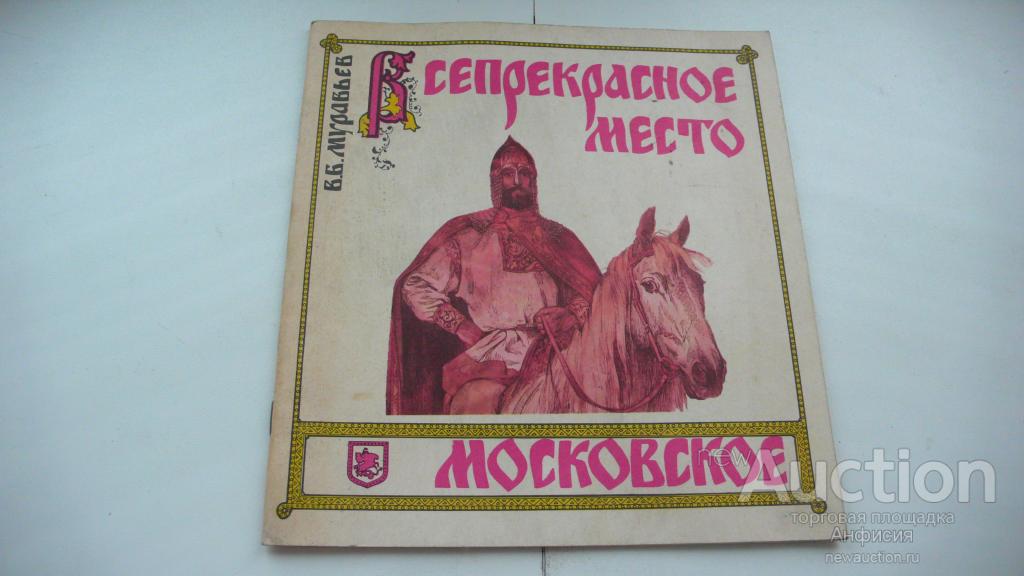 В.Б. МУРАВЬЕВ
ВСЕПРЕКРАСНОЕ
МЕСТО
МОСКОВСКОЕ
newAuction
торговая площадка
Анфисия
newauction.ru